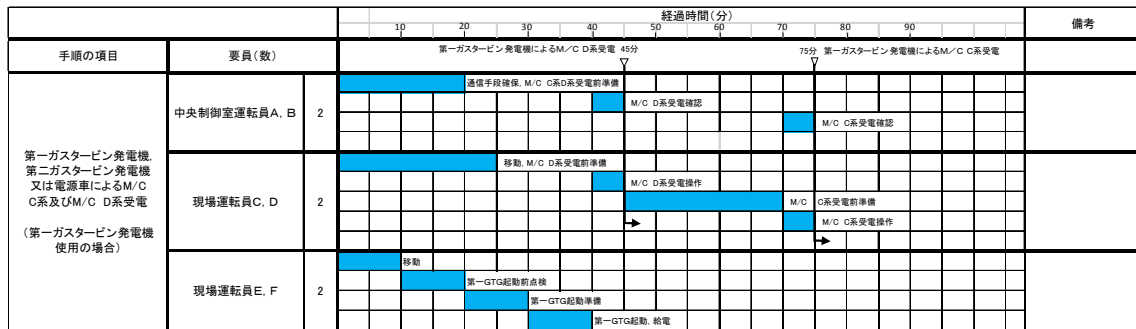 経過時間(分)
備考
10 20 30 40 50 60 70 80 90
手順の項目
要員(数)
第一ガスタービン発電機によるM/C D系受電 45分
75分 第一ガスタービン発電機によるM/C C系受電
第一ガスタービン発電機,
第二ガスタービン発電機
又は電源車によるM/C
C系及びM/C D系受電
(第一ガスタービン発電機
使用の場合)
中央制御室運転員A, B
2
通信手段確保, M/C C系D系受電前準備
M/C D系受電確認
M/C C系受電確認
現場運転員C, D
2
移動, M/C D系受電前準備
M/C D系受電操作
M/C C系受電前準備
M/C C系受電操作
現場運転員E, F
2
移動
第一GTG起動前点検
第一GTG起動準備
第一GTG起動, 給電